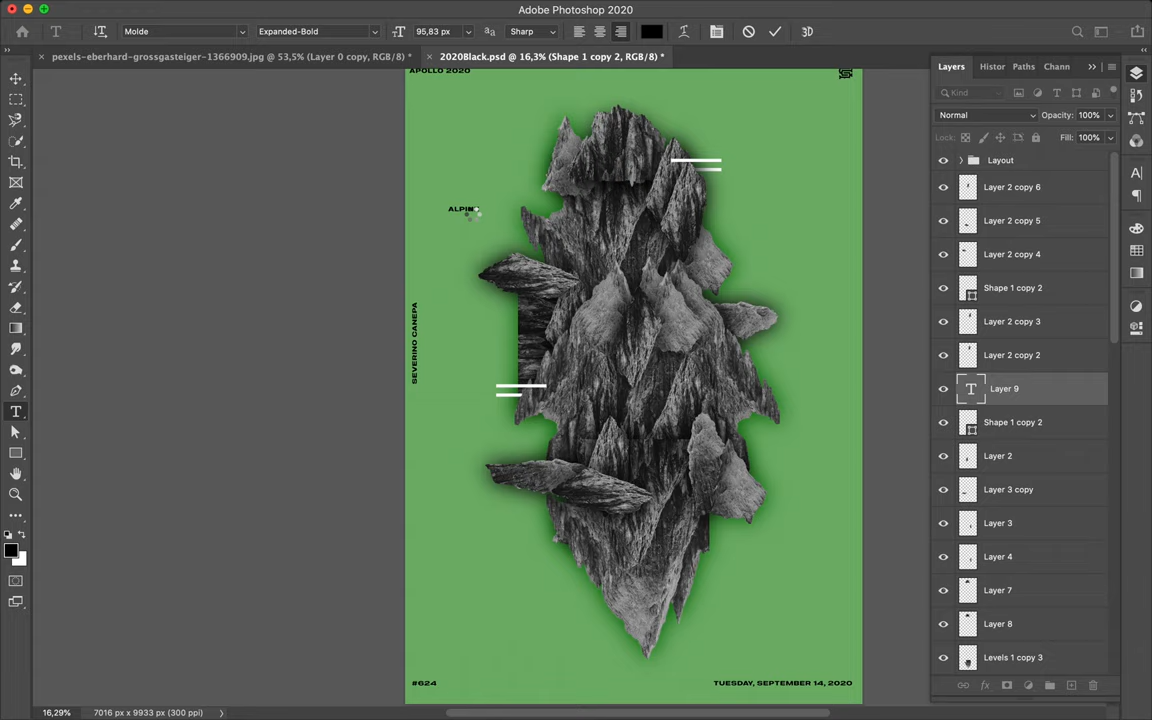 Adobe Photoshop 2020
Molde
Expanded-Bold
95,83 px
Sharp
3D
pexels-eberhard-grossgasteiger-1366909.jpg @ 53,5% (Layer 0 copy, RGB/8) *
2020Black.psd @ 16,3% (Shape 1 copy 2, RGB/8) *
Layers
Histor
Paths
Chann
Kind
Normal
Opacity: 100%
Lock:
Fill: 100%
Layout
Layer 2 copy 6
Layer 2 copy 5
Layer 2 copy 4
Shape 1 copy 2
Layer 2 copy 3
Layer 2 copy 2
Layer 9
Shape 1 copy 2
Layer 2
Layer 3 copy
Layer 3
Layer 4
Layer 7
Layer 8
Levels 1 copy 3
APOLLO 2020
ALPIN
SEVERINO CANEPA
#624
TUESDAY, SEPTEMBER 14, 2020
16,29%
7016 px x 9933 px (300 ppi)